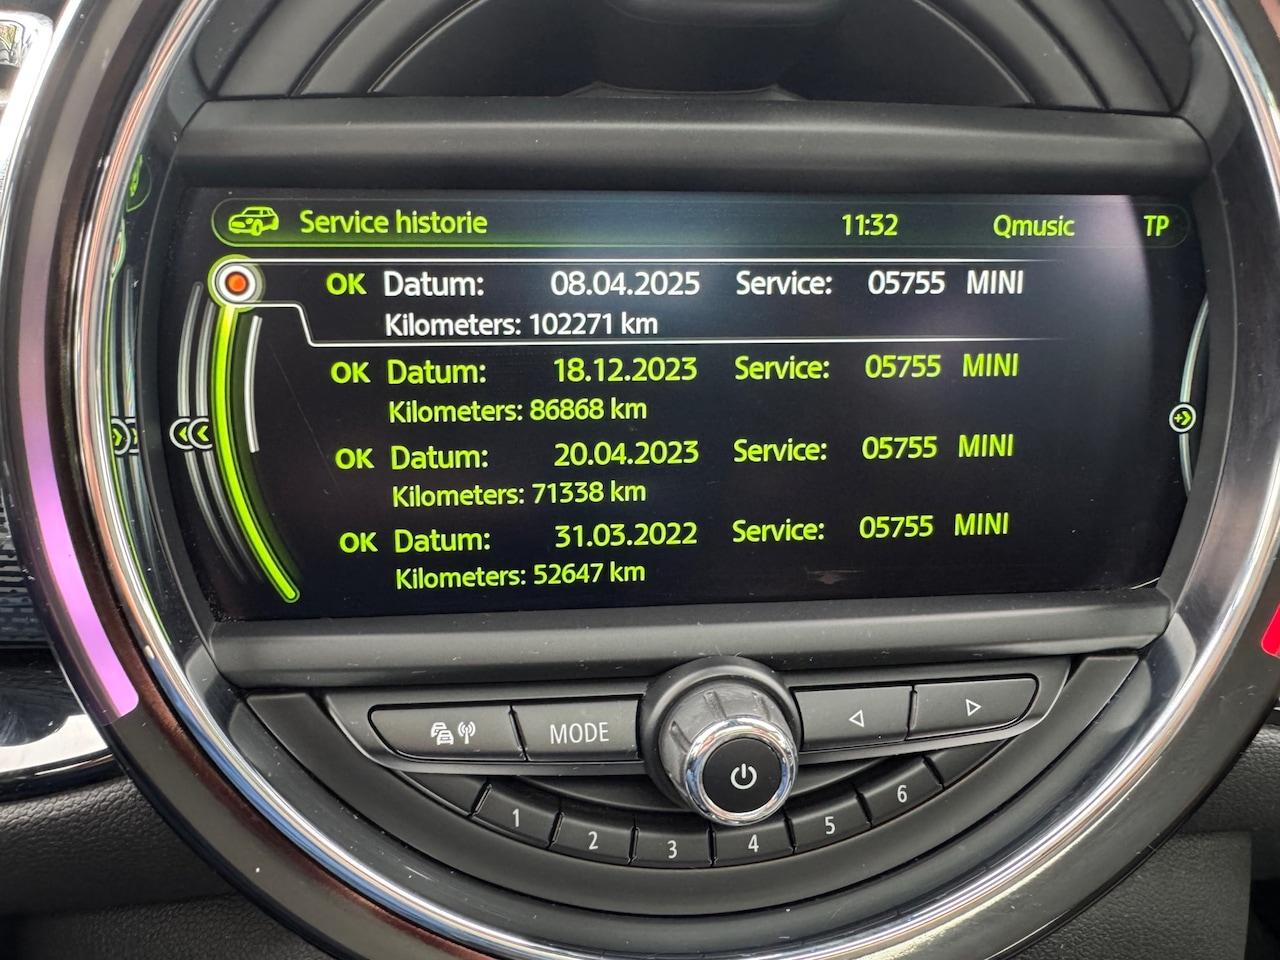 Service historie 11:32 Qmusic TP
OK Datum: 08.04.2025 Service: 05755 MINI
Kilometers: 102271 km
OK Datum: 18.12.2023 Service: 05755 MINI
Kilometers: 86868 km
OK Datum: 20.04.2023 Service: 05755 MINI
Kilometers: 71338 km
OK Datum: 31.03.2022 Service: 05755 MINI
Kilometers: 52647 km
MODE
1 2 3 4 5 6